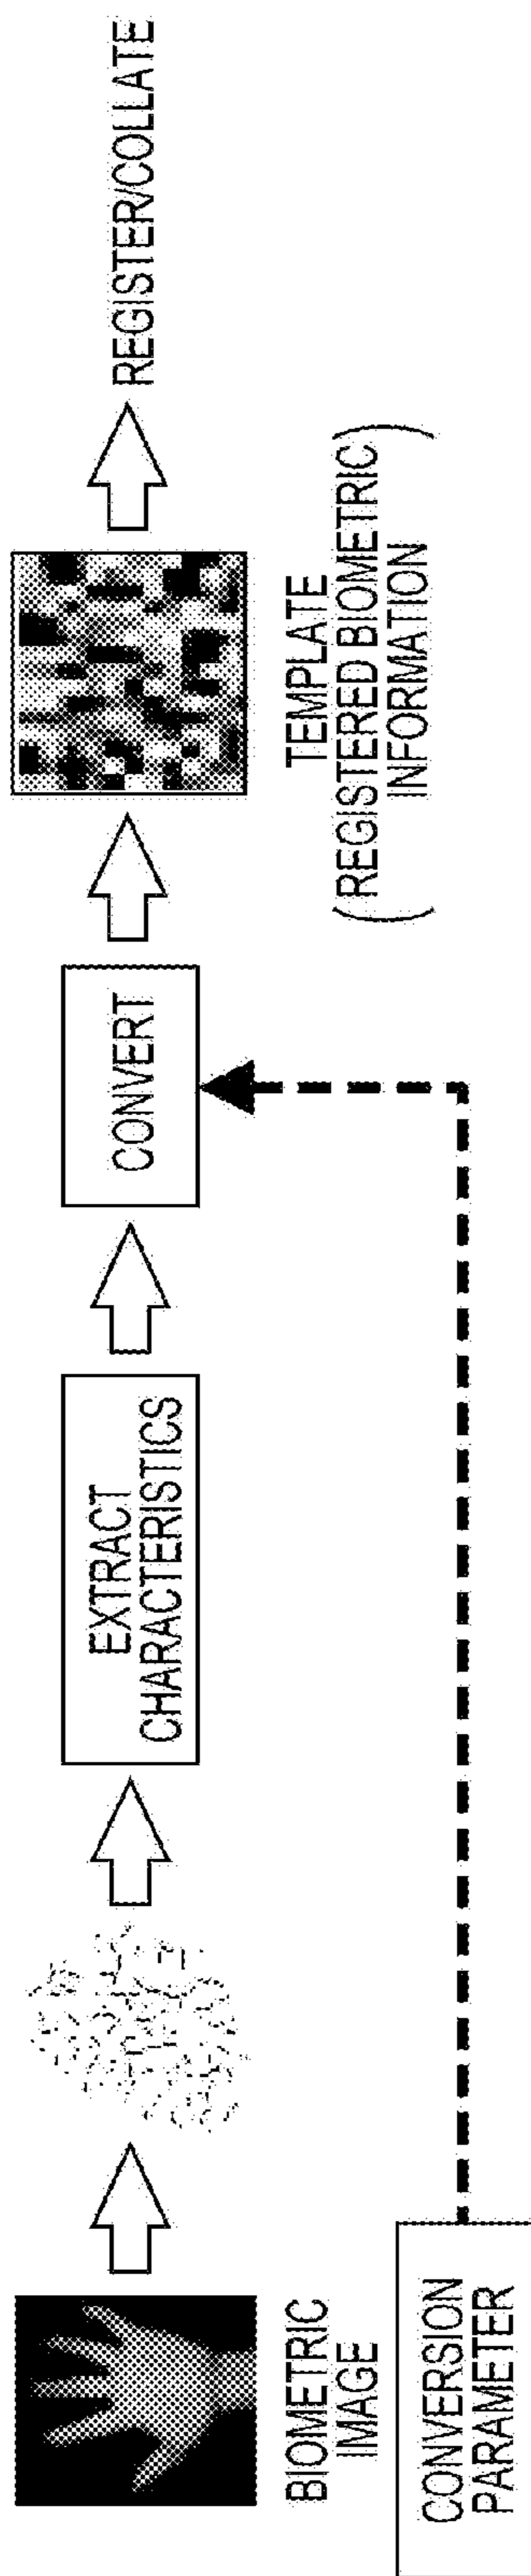 BIOMETRIC
IMAGE
EXTRACT
CHARACTERISTICS
CONVERT
TEMPLATE
(REGISTERED BIOMETRIC
INFORMATION)
REGISTER/COLLATE
CONVERSION
PARAMETER